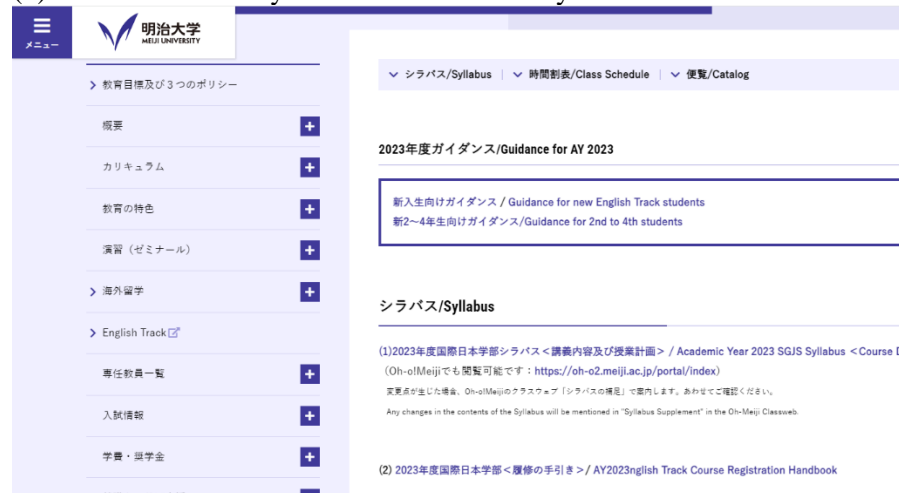 メニュー
明治大学
MEIJI UNIVERSITY
教育目標及び3つのポリシー
概要
カリキュラム
教育の特色
演習（ゼミナール）
海外留学
English Track
専任教員一覧
入試情報
学費・奨学金
シラバス/Syllabus
時間割表/Class Schedule
便覧/Catalog
2023年度ガイダンス/Guidance for AY 2023
新入生向けガイダンス / Guidance for new English Track students
新2～4年生向けガイダンス/Guidance for 2nd to 4th students
シラバス/Syllabus
(1)2023年度国際日本学部シラバス＜講義内容及び授業計画＞ / Academic Year 2023 SGJS Syllabus ＜Course
（Oh-o!Meijiでも閲覧可能です：https://oh-o2.meiji.ac.jp/portal/index）
変更点が生じた場合、Oh-o!Meijiのクラスウェブ「シラバスの補足」で案内します。あわせてご確認ください。
Any changes in the contents of the Syllabus will be mentioned in "Syllabus Supplement" in the Oh-Meiji Classweb.
(2) 2023年度国際日本学部＜履修の手引き＞/ AY2023nglish Track Course Registration Handbook